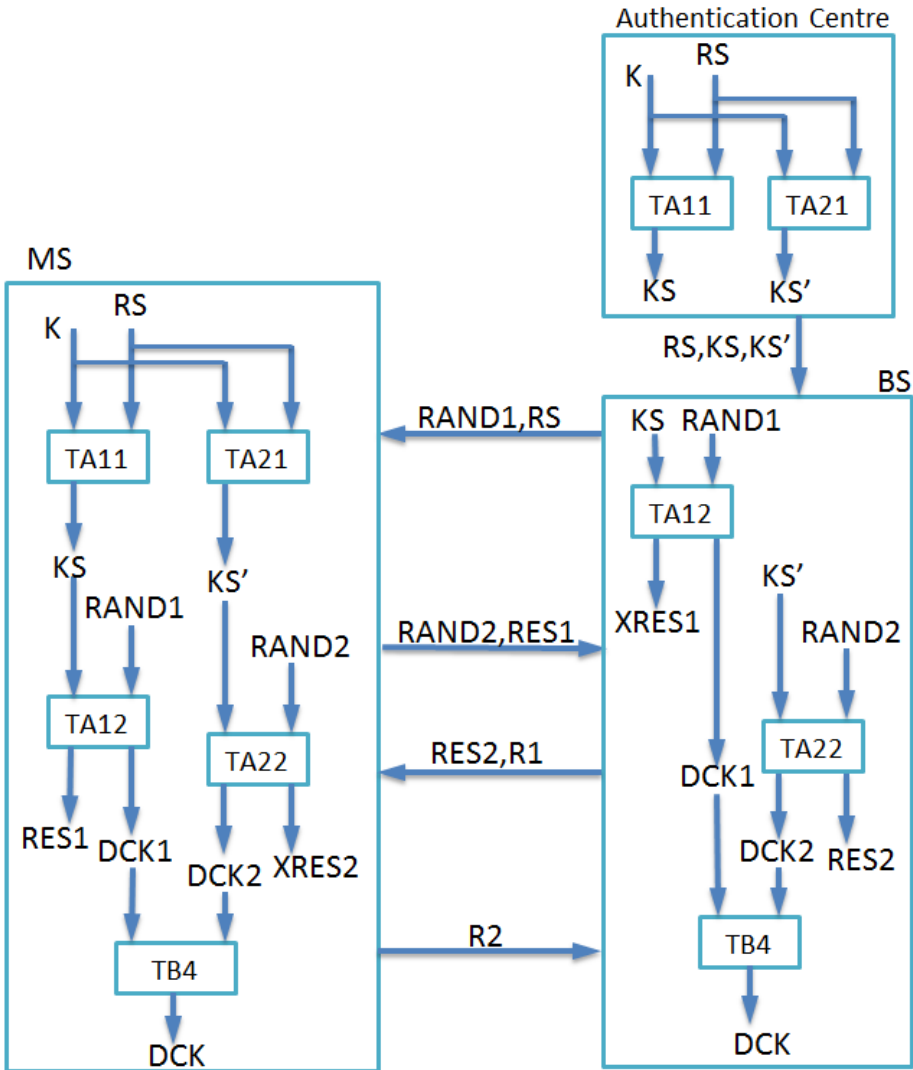 Authentication Centre
K
RS
TA11
TA21
KS
KS’
RS,KS,KS’
MS
K
RS
TA11
TA21
KS
KS’
RAND1
RAND2
TA12
TA22
RES1
DCK1
DCK2
XRES2
TB4
DCK
RAND1,RS
RAND2,RES1
RES2,R1
R2
BS
KS
RAND1
TA12
XRES1
KS’
RAND2
TA22
DCK1
DCK2
RES2
TB4
DCK